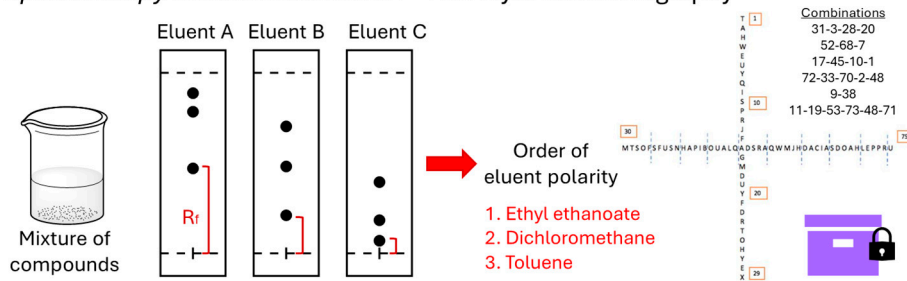 Eluent A Eluent B Eluent C
Rf
Mixture of
compounds
Order of
eluent polarity
1. Ethyl ethanoate
2. Dichloromethane
3. Toluene
Combinations
31-3-28-20
52-68-7
17-45-10-1
72-33-70-2-48
9-38
11-19-53-73-48-71
1
T
A
H
W
E
U
Y
Q
I
S 10
P
R
J
F
30
MTSOFSFUSNHAPIBOUALQADSRAQWMJHDACIASDOAHLEPPRU
G
M
D
U
Y 20
F
D
R
T
O
H
Y
E
X 29